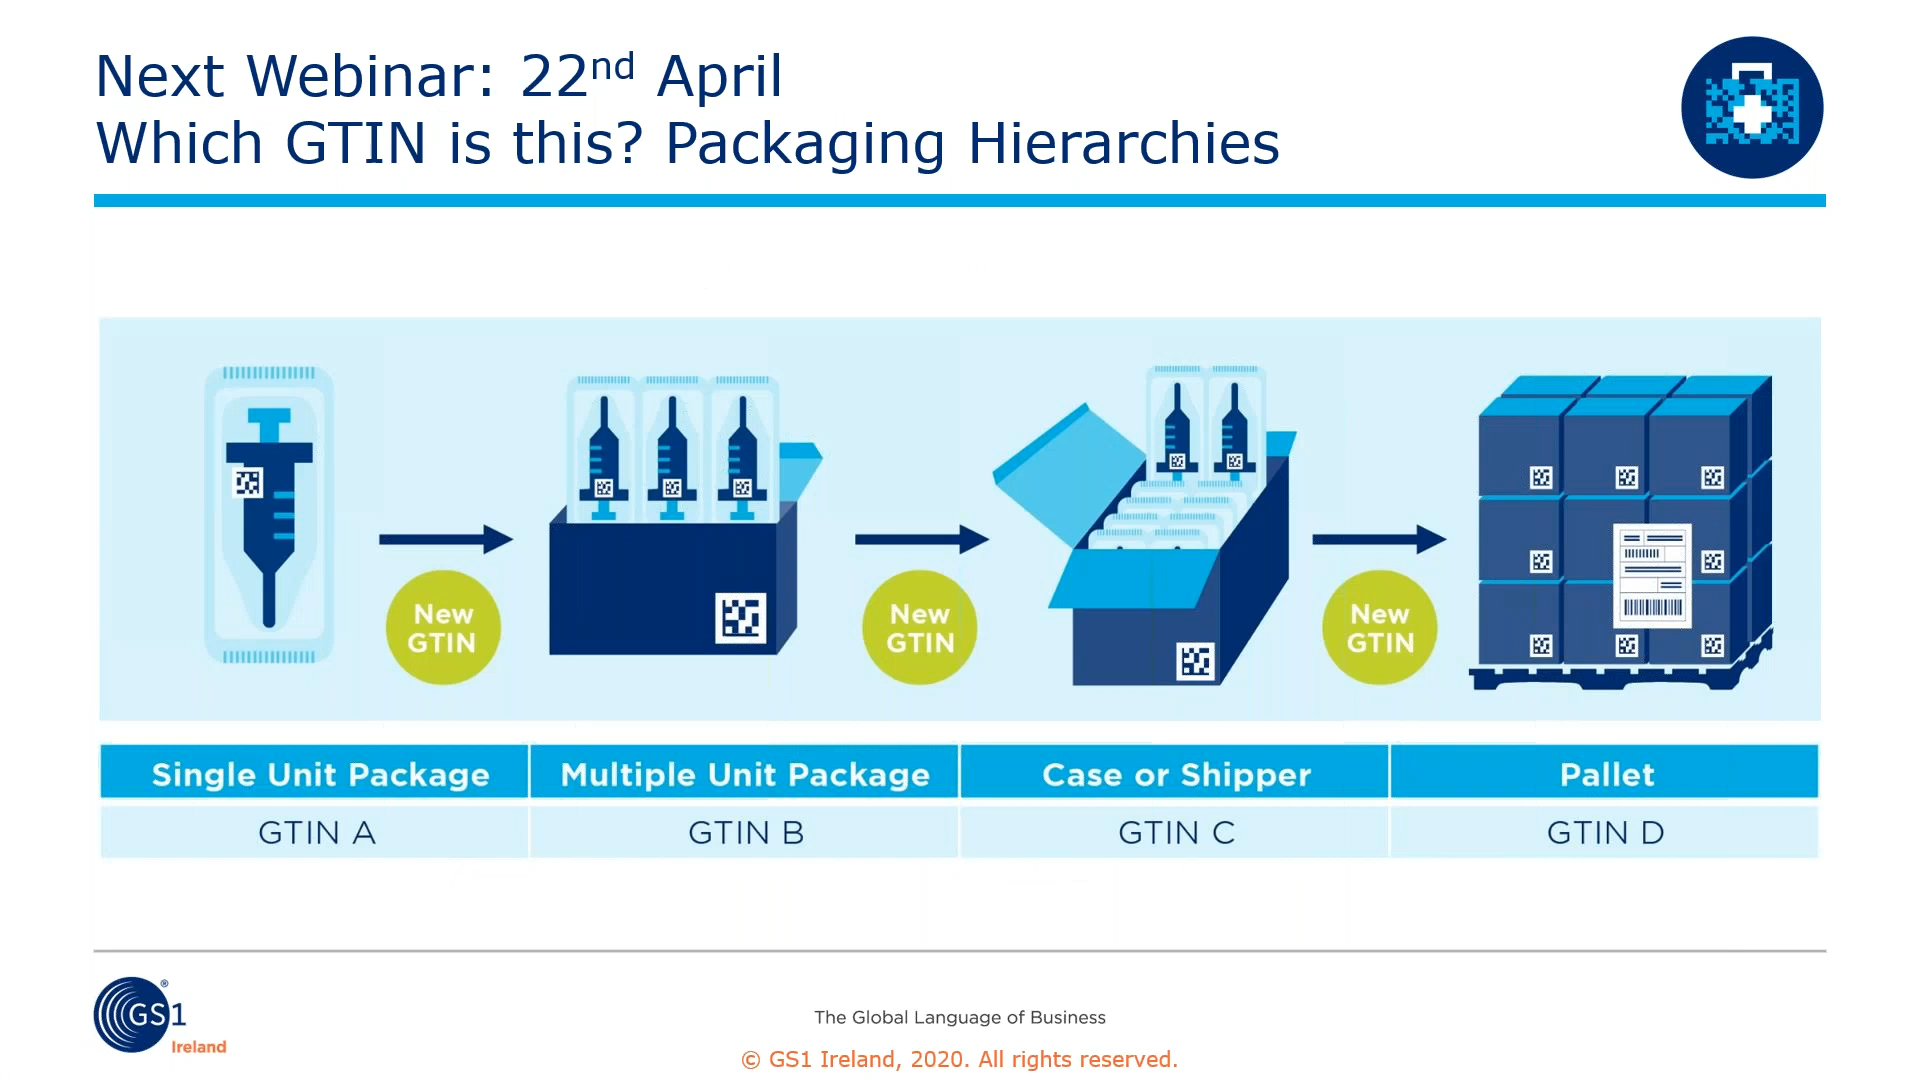 Next Webinar: 22nd April
Which GTIN is this? Packaging Hierarchies
New
GTIN
New
GTIN
New
GTIN
Single Unit Package
Multiple Unit Package
Case or Shipper
Pallet
GTIN A
GTIN B
GTIN C
GTIN D
GS1
®
Ireland
The Global Language of Business
© GS1 Ireland, 2020. All rights reserved.